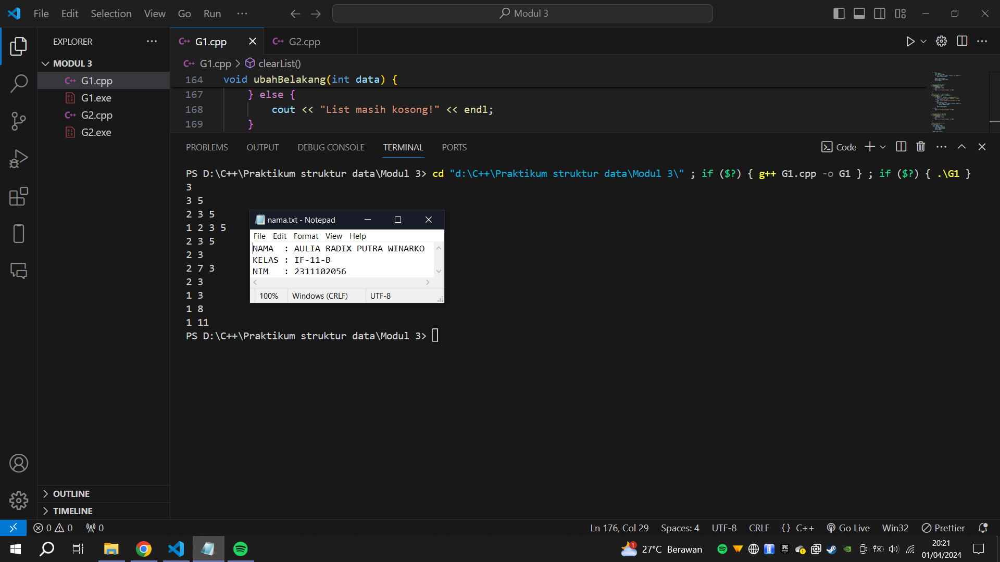 File Edit Selection View Go Run ···
Modul 3
EXPLORER ···
C++ G1.cpp
C++ G2.cpp
C++ G1.cpp > clearList()
MODUL 3
C++ G1.cpp
G1.exe
C++ G2.cpp
G2.exe
164 void ubahBelakang(int data) {
167 } else {
168 cout << "List masih kosong!" << endl;
169 }
PROBLEMS OUTPUT DEBUG CONSOLE TERMINAL PORTS
Code
PS D:\C++\Praktikum struktur data\Modul 3> cd "d:\C++\Praktikum struktur data\Modul 3\" ; if ($?) { g++ G1.cpp -o G1 } ; if ($?) { .\G1 }
3
3 5
2 3 5
1 2 3 5
2 3 5
2 3
2 7 3
2 3
1 3
1 8
1 11
PS D:\C++\Praktikum struktur data\Modul 3>
nama.txt - Notepad
File Edit Format View Help
NAMA : AULIA RADIX PUTRA WINARKO
KELAS : IF-11-B
NIM : 2311102056
100% Windows (CRLF) UTF-8
OUTLINE
TIMELINE
0 0 0
Ln 176, Col 29 Spaces: 4 UTF-8 CRLF {} C++ Go Live Win32 Prettier
1
27°C Berawan
20:21
01/04/2024